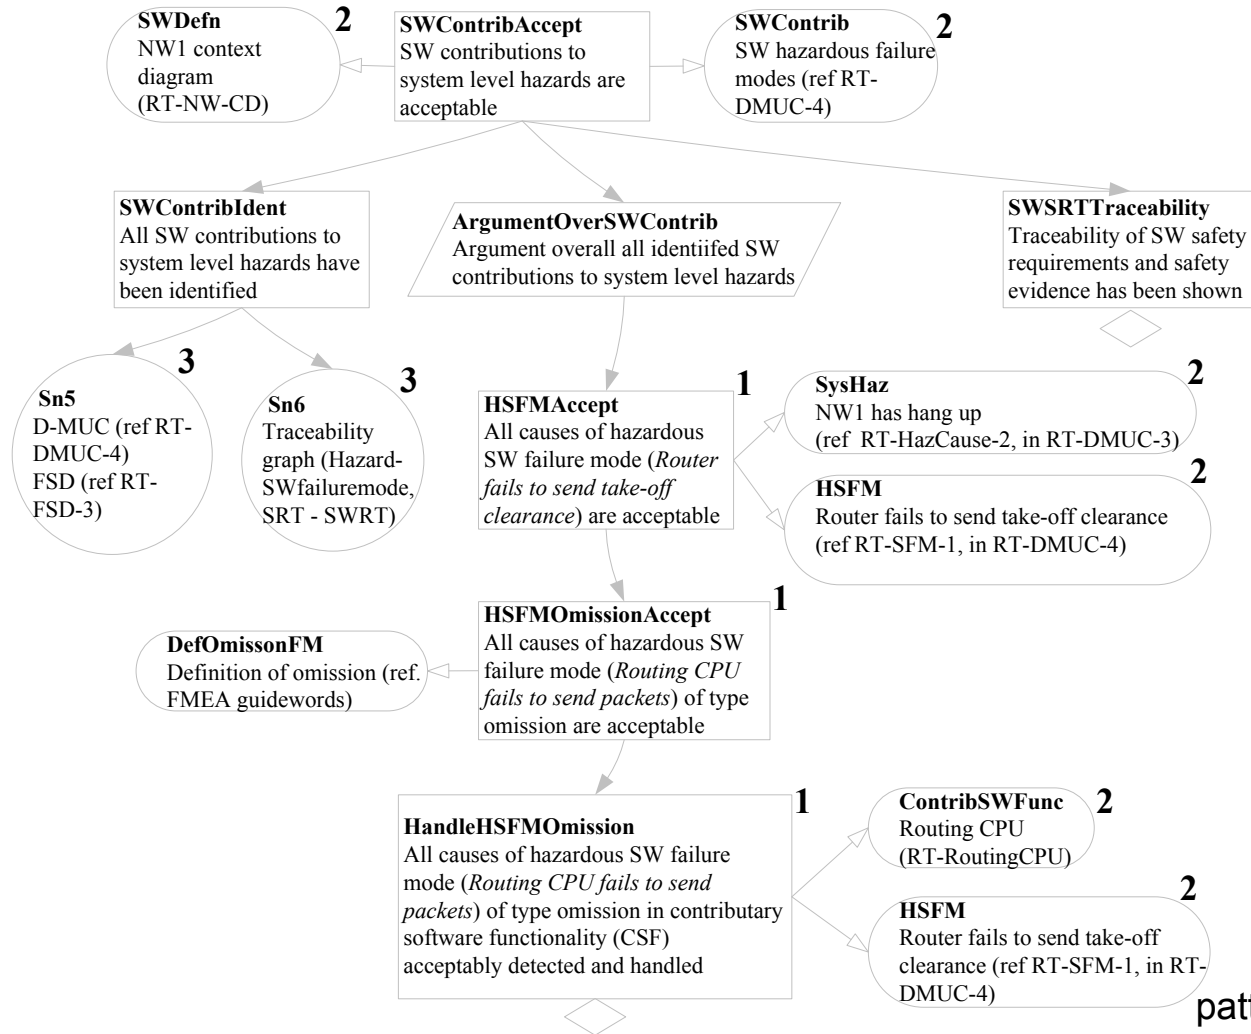 SWDefn
NW1 context
diagram
(RT-NW-CD)
2
SWContribAccept
SW contributions to
system level hazards are
acceptable
SWContrib
SW hazardous failure
modes (ref RT-
DMUC-4)
2
SWContribIdent
All SW contributions to
system level hazards have
been identified
ArgumentOverSWContrib
Argument overall all identiifed SW
contributions to system level hazards
SWSRTTraceability
Traceability of SW safety
requirements and safety
evidence has been shown
Sn5
D-MUC (ref RT-
DMUC-4)
FSD (ref RT-
FSD-3)
3
Sn6
Traceability
graph (Hazard-
SWfailuremode,
SRT - SWRT)
3
HSFMAccept
All causes of hazardous
SW failure mode (Router
fails to send take-off
clearance) are acceptable
1
SysHaz
NW1 has hang up
(ref RT-HazCause-2, in RT-DMUC-3)
2
HSFM
Router fails to send take-off clearance
(ref RT-SFM-1, in RT-DMUC-4)
2
DefOmissonFM
Definition of omission (ref.
FMEA guidewords)
HSFMOmissionAccept
All causes of hazardous SW
failure mode (Routing CPU
fails to send packets) of type
omission are acceptable
1
HandleHSFMOmission
All causes of hazardous SW failure
mode (Routing CPU fails to send
packets) of type omission in contributary
software functionality (CSF)
acceptably detected and handled
1
ContribSWFunc
Routing CPU
(RT-RoutingCPU)
2
HSFM
Router fails to send take-off
clearance (ref RT-SFM-1, in RT-
DMUC-4)
2
patt